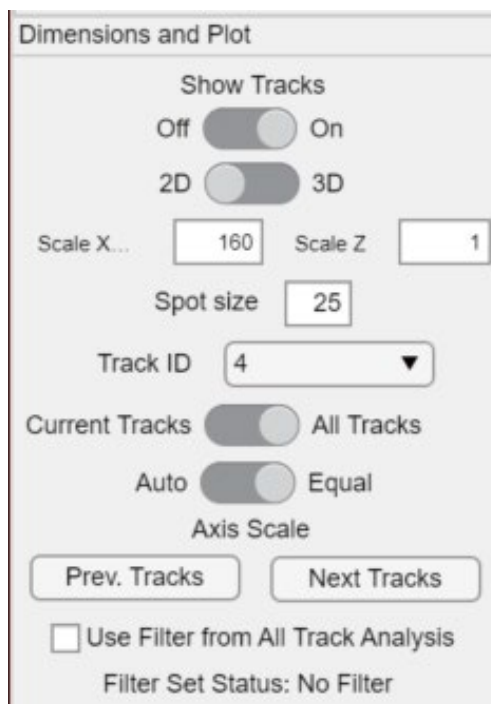 Dimensions and Plot
Show Tracks
Off On
2D 3D
Scale X... 160 Scale Z 1
Spot size 25
Track ID 4
Current Tracks All Tracks
Auto Equal
Axis Scale
Prev. Tracks Next Tracks
Use Filter from All Track Analysis
Filter Set Status: No Filter